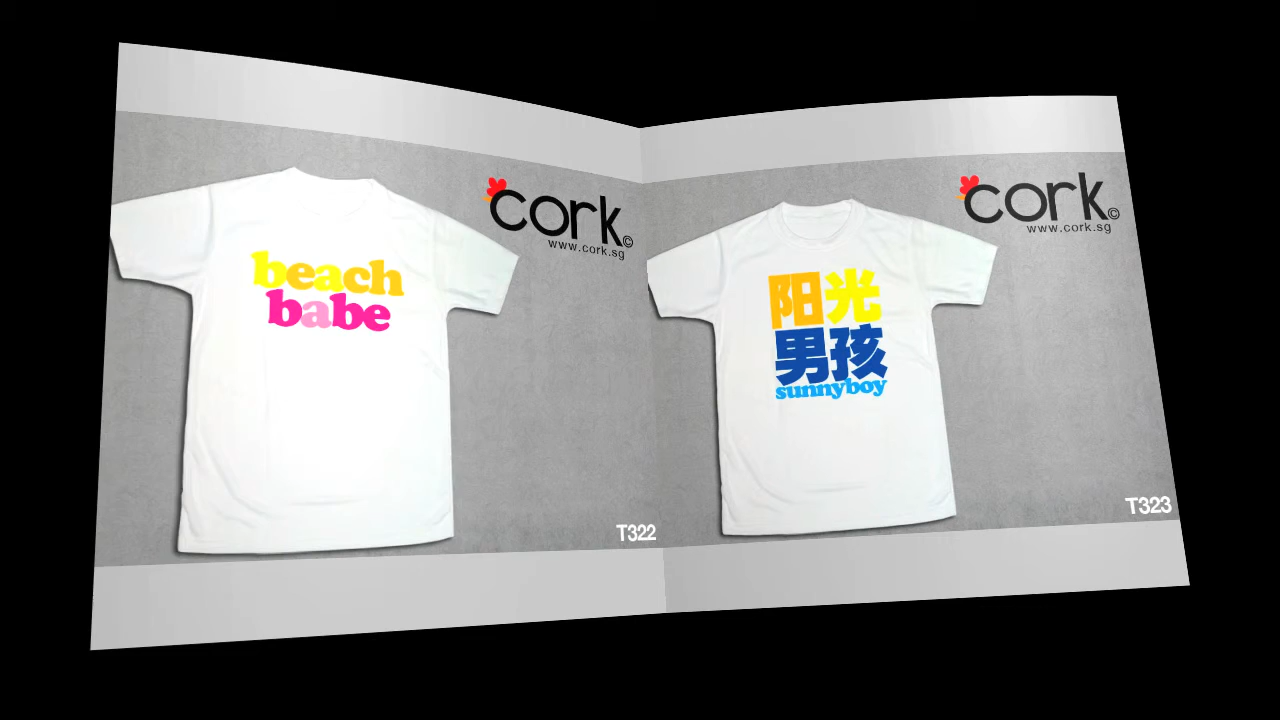 cork©
www.cork.sg
beach
babe
T322
cork©
www.cork.sg
阳光
男孩
sunnyboy
T323